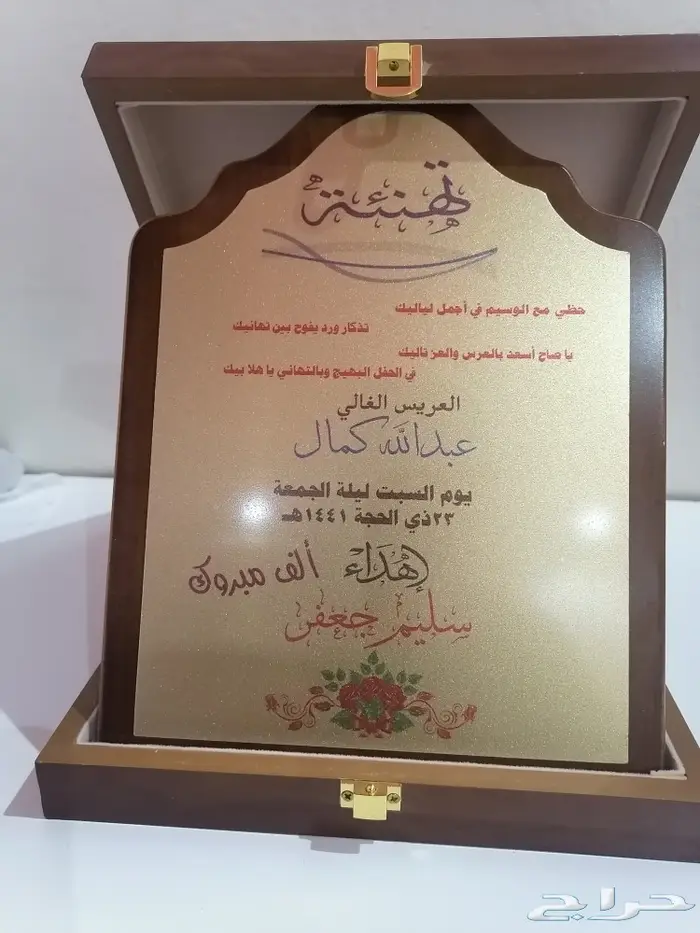 تهنئة
حظي مع الوسيم في أجمل لياليك
تذكار ورد يفوح بين تهانيك
يا صاح أسعد بالعرس والعز تاليك
في الحفل البهيج وبالتهاني يا هلا بيك
العريس الغالي
عبدالله كمال
يوم السبت ليلة الجمعة
٢٣ ذي الحجة ١٤٤١هـ
إهداء ألف مبروك
سليم جعفر
حراج